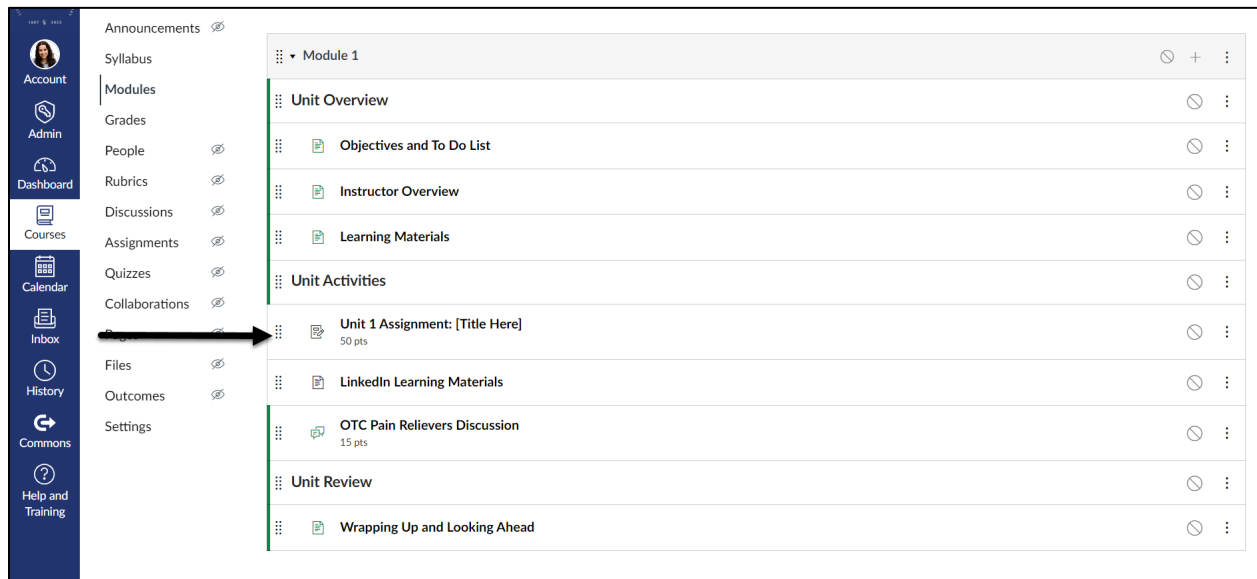 Account
Admin
Dashboard
Courses
Calendar
Inbox
History
Commons
Help and
Training
Announcements
Syllabus
Modules
Grades
People
Rubrics
Discussions
Assignments
Quizzes
Collaborations
Files
Outcomes
Settings
Module 1
Unit Overview
Objectives and To Do List
Instructor Overview
Learning Materials
Unit Activities
Unit 1 Assignment: [Title Here]
50 pts
LinkedIn Learning Materials
OTC Pain Relievers Discussion
15 pts
Unit Review
Wrapping Up and Looking Ahead